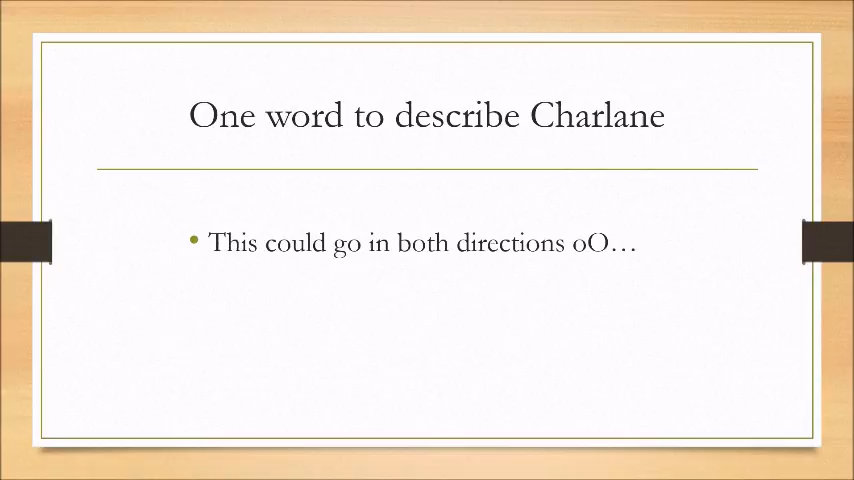 One word to describe Charlane
• This could go in both directions oO…